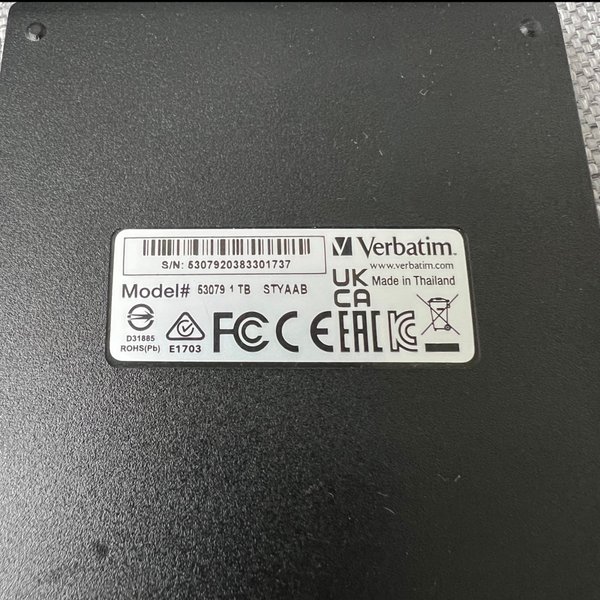 S/N: 5307920383301737
Verbatim
www.verbatim.com
Model# 53079 1 TB STYAAB
UK
CA
Made in Thailand
D31885
ROHS(Pb)
E1703
FC CE EAC KC